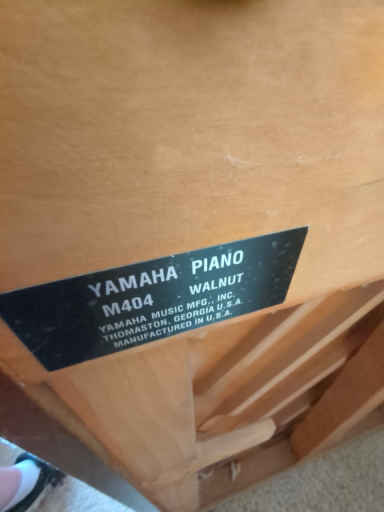 YAMAHA PIANO
M404 WALNUT
YAMAHA MUSIC MFG., INC.
THOMASTON, GEORGIA U.S.A.
MANUFACTURED IN U.S.A.